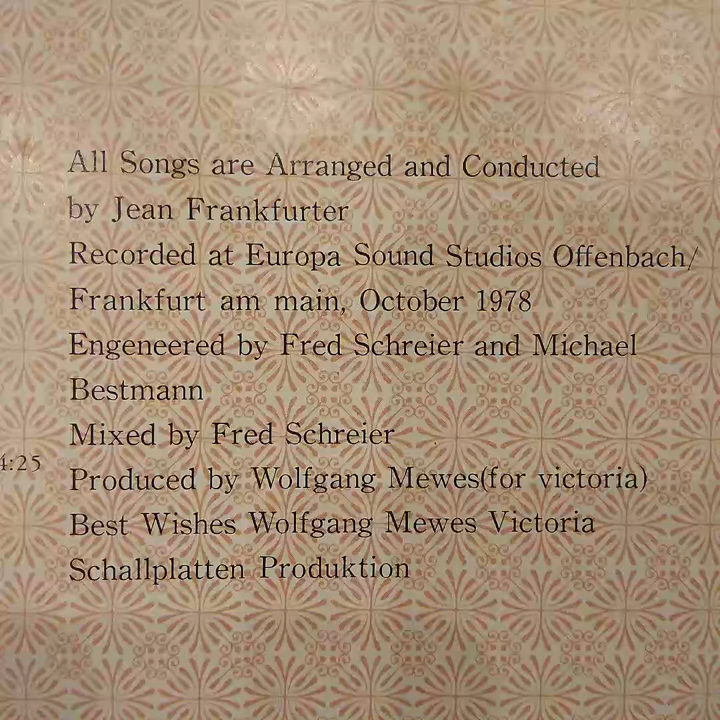 All Songs are Arranged and Conducted
by Jean Frankfurter
Recorded at Europa Sound Studios Offenbach/
Frankfurt am main, October 1978
Engeneered by Fred Schreier and Michael
Bestmann
Mixed by Fred Schreier
4:25
Produced by Wolfgang Mewes(for victoria)
Best Wishes Wolfgang Mewes Victoria
Schallplatten Produktion